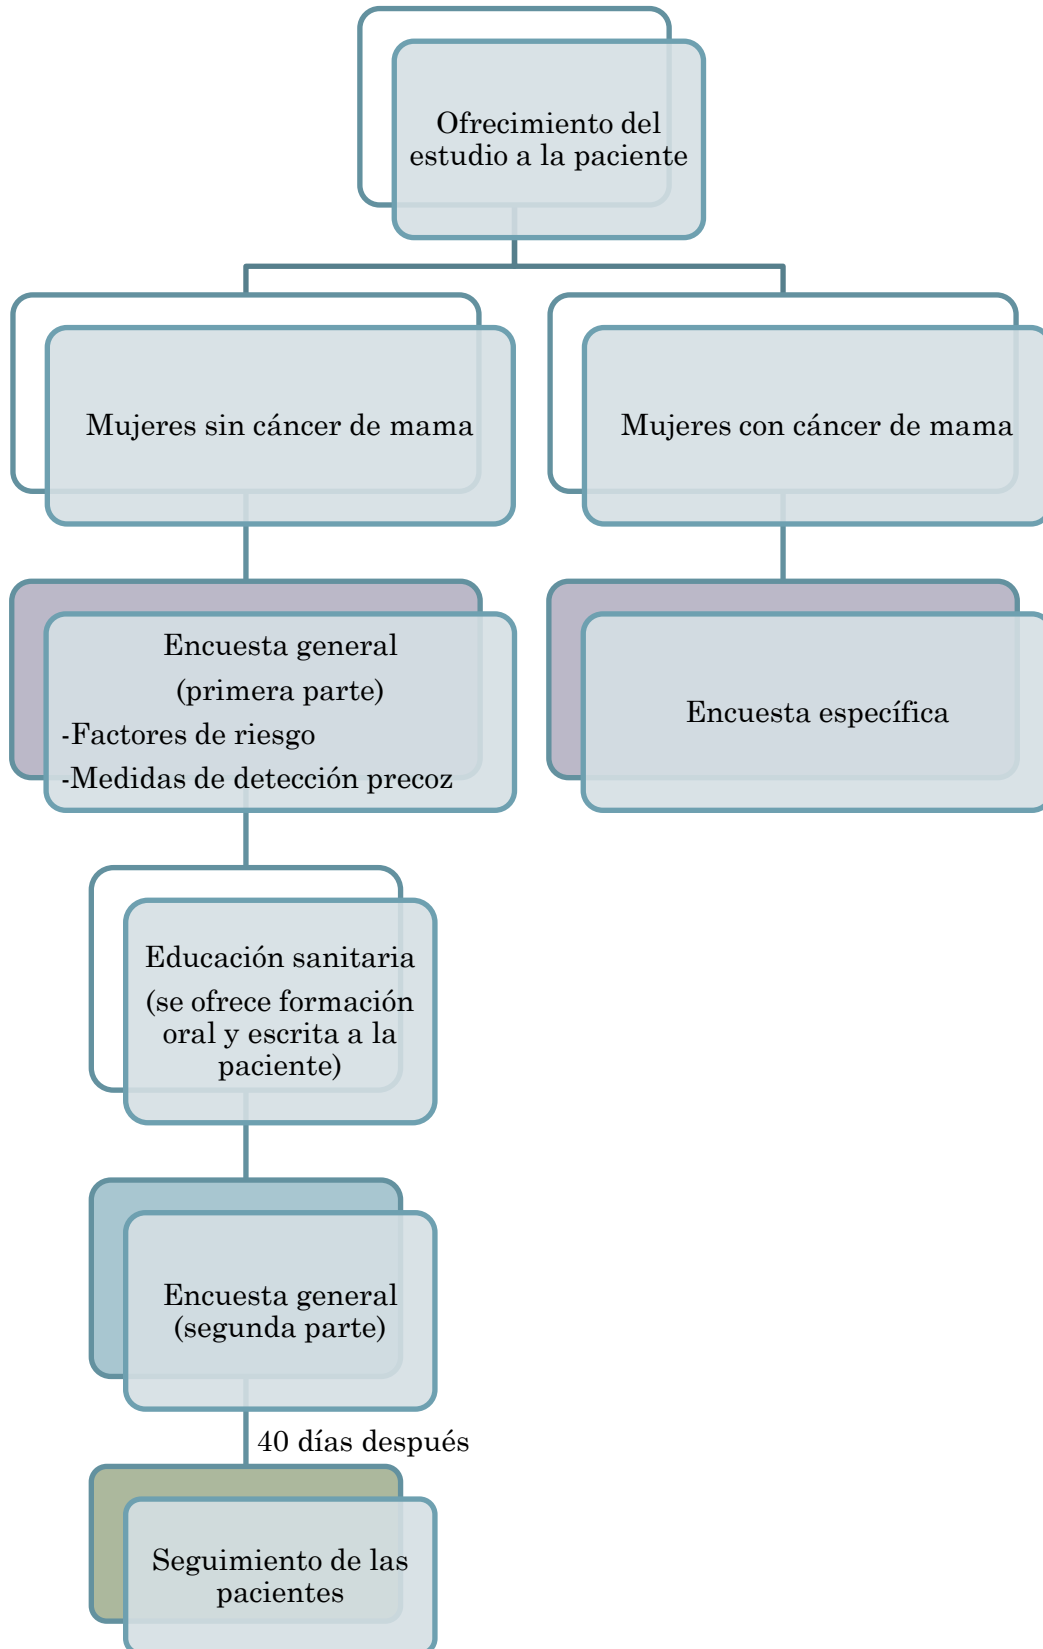 Ofrecimiento del
estudio a la paciente
Mujeres sin cáncer de mama
Mujeres con cáncer de mama
Encuesta general
(primera parte)
-Factores de riesgo
-Medidas de detección precoz
Encuesta específica
Educación sanitaria
(se ofrece formación
oral y escrita a la
paciente)
Encuesta general
(segunda parte)
40 días después
Seguimiento de las
pacientes